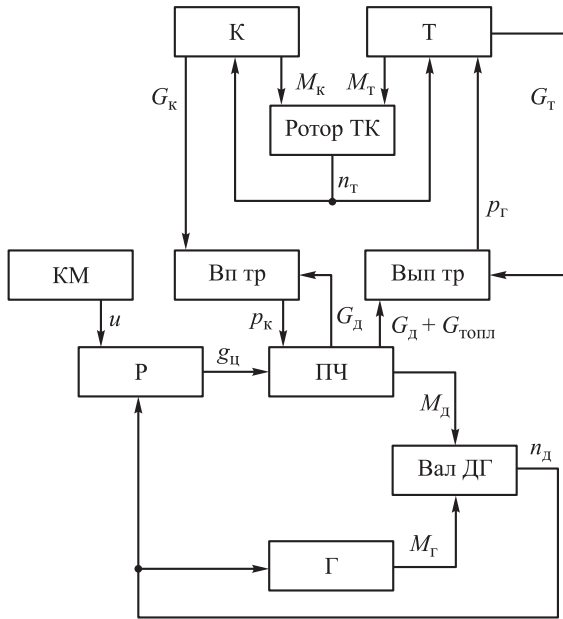 К
Т
G_к
M_к
M_т
G_т
Ротор ТК
n_т
p_г
КМ
Вп тр
Вып тр
u
p_к
G_д
G_д + G_топл
Р
g_ц
ПЧ
M_д
Вал ДГ
n_д
Г
M_г